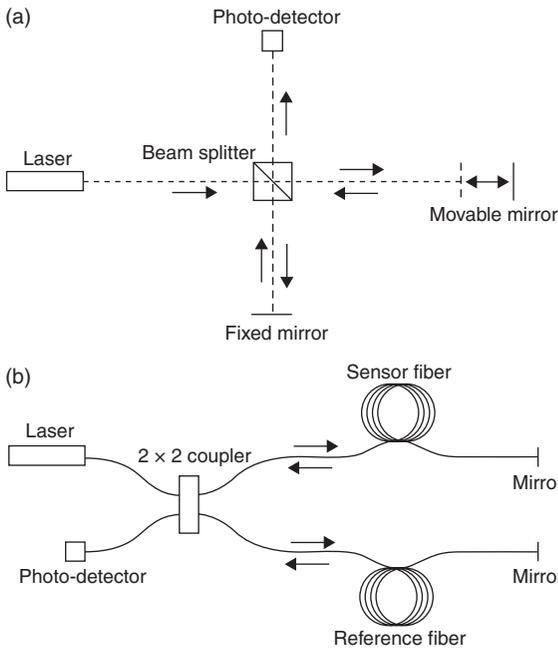 (a)
Photo-detector
Laser
Beam splitter
Movable mirror
Fixed mirror
(b)
Sensor fiber
Laser
2 × 2 coupler
Mirro
Photo-detector
Mirro
Reference fiber